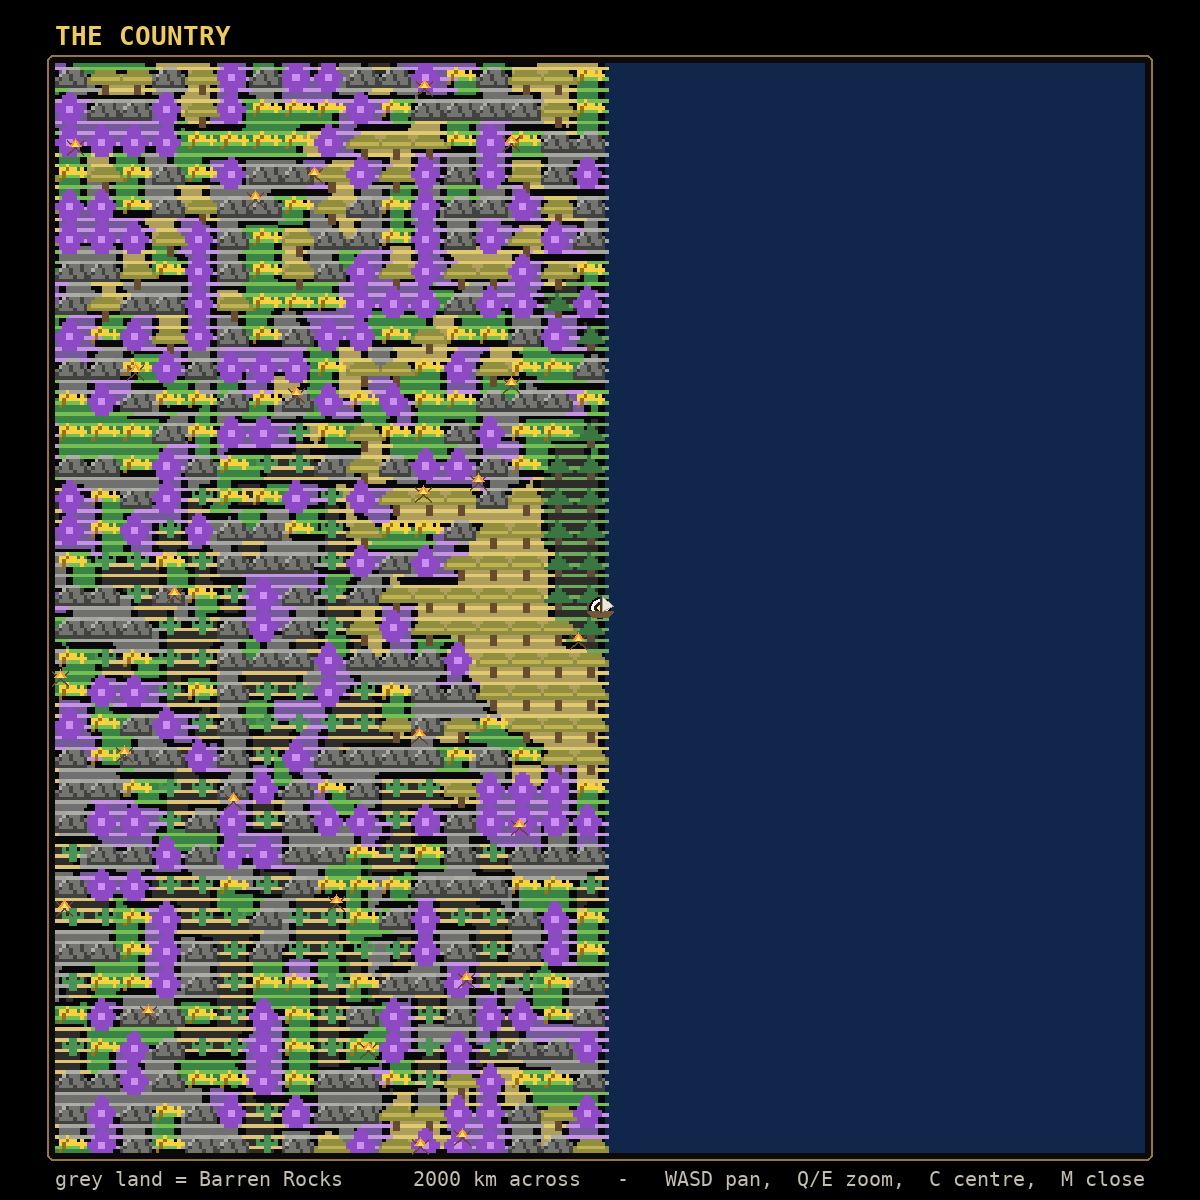 THE COUNTRY
grey land = Barren Rocks 2000 km across - WASD pan, Q/E zoom, C centre, M close